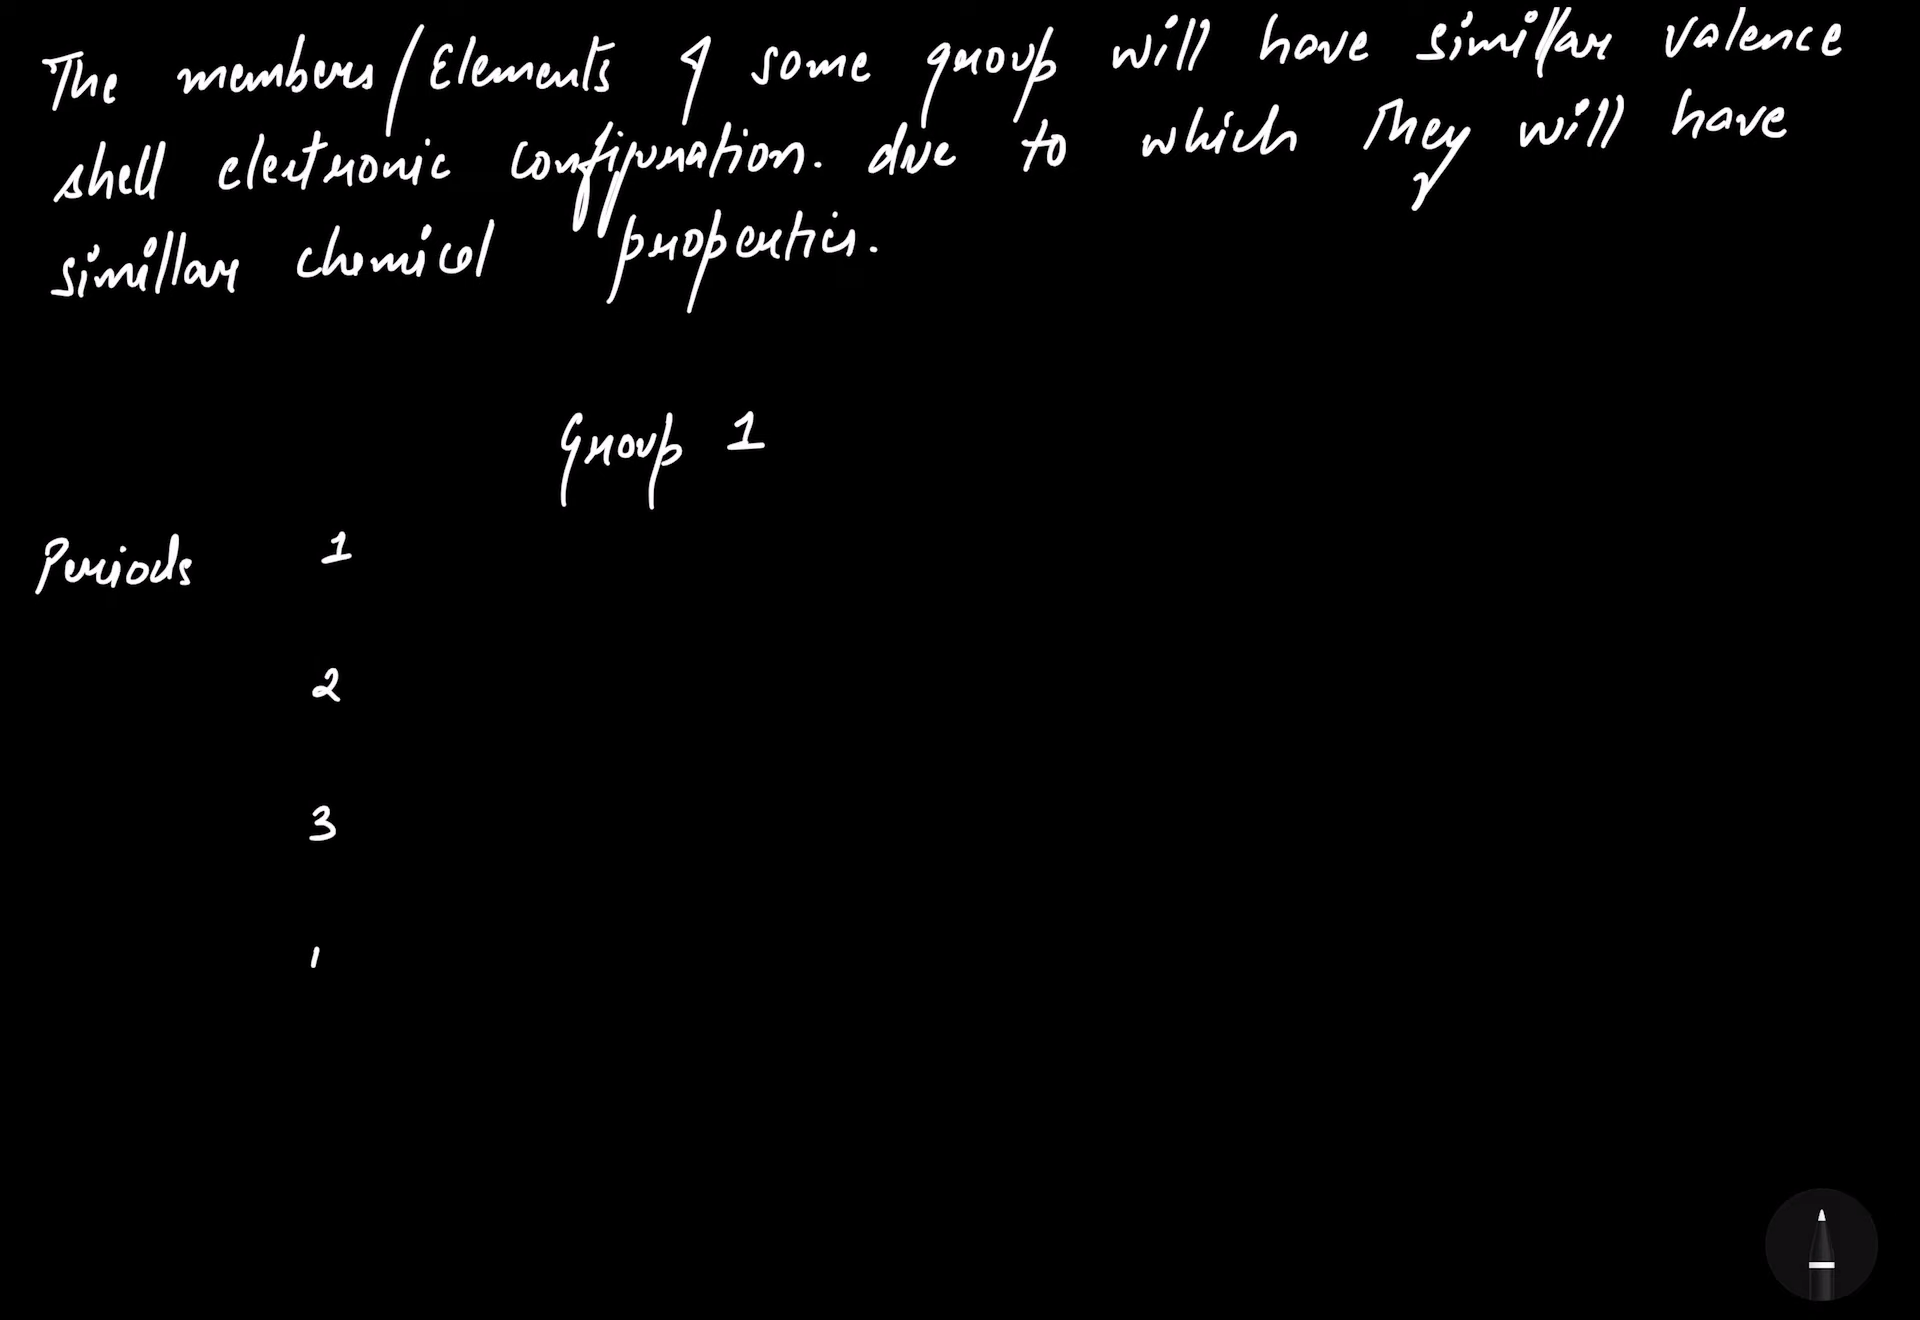 The members/Elements of same group will have simillar valence
shell electronic configuration. due to which they will have
simillar chemical properties.
Group 1
Periods 1
2
3